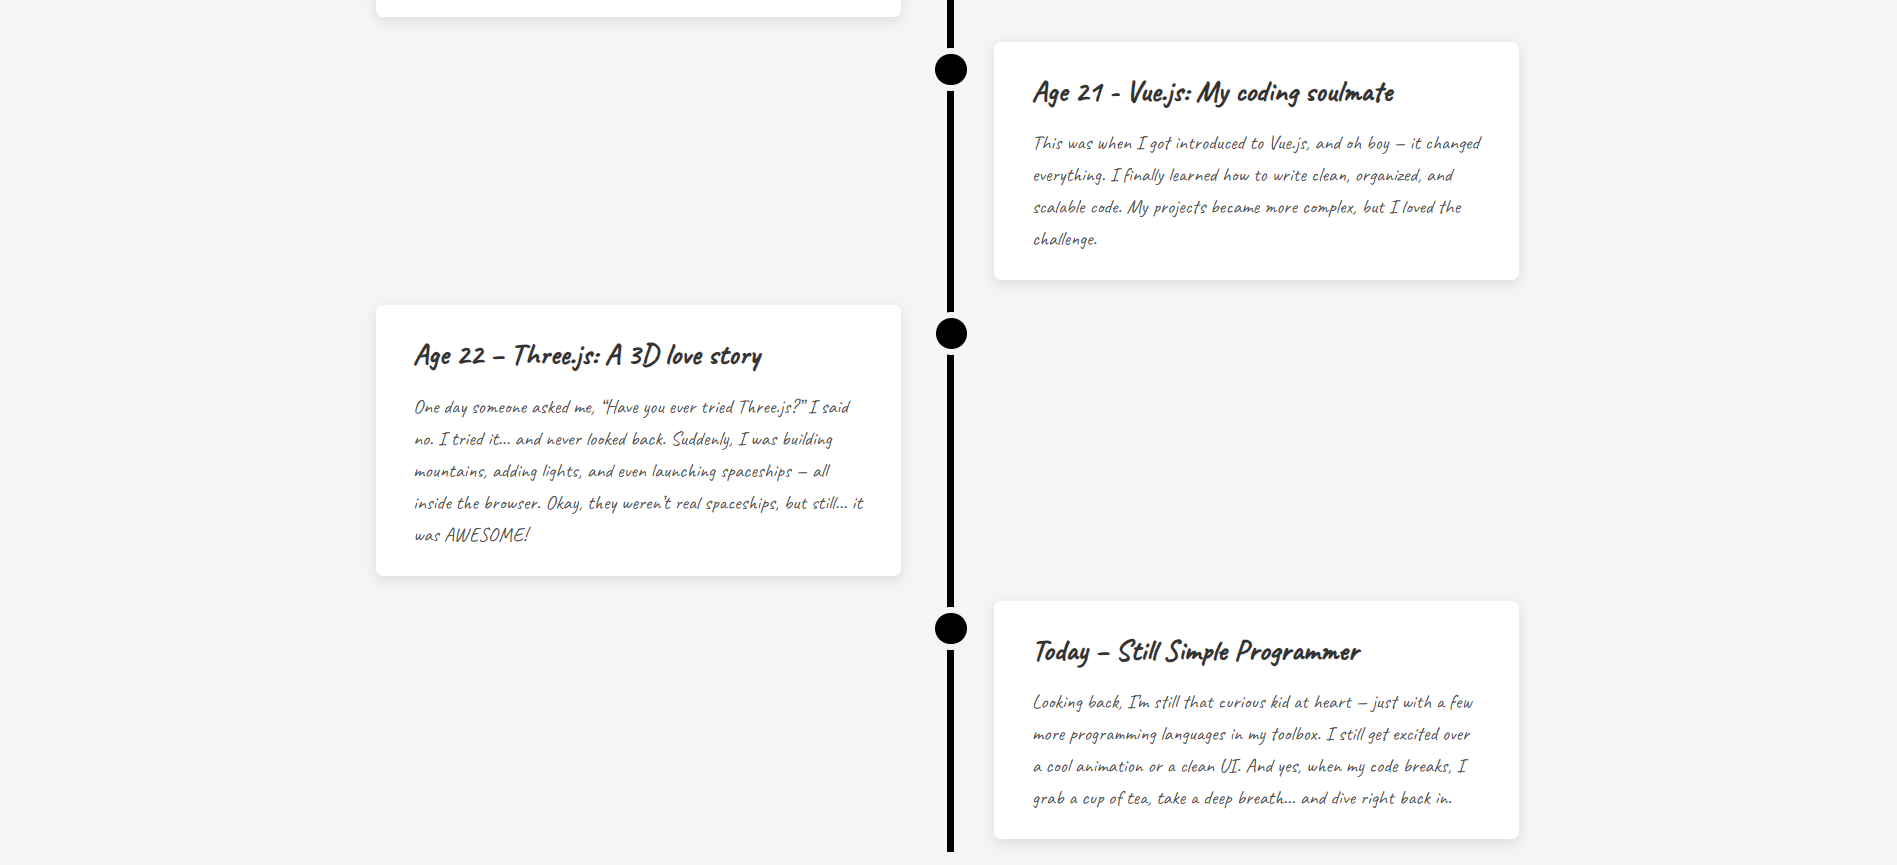 Age 21 - Vue.js: My coding soulmate
This was when I got introduced to Vue.js, and oh boy – it changed
everything. I finally learned how to write clean, organized, and
scalable code. My projects became more complex, but I loved the
challenge.
Age 22 – Three.js: A 3D love story
One day someone asked me, “Have you ever tried Three.js?” I said
no. I tried it... and never looked back. Suddenly, I was building
mountains, adding lights, and even launching spaceships – all
inside the browser. Okay, they weren’t real spaceships, but still... it
was AWESOME!
Today – Still Simple Programmer
Looking back, I’m still that curious kid at heart – just with a few
more programming languages in my toolbox. I still get excited over
a cool animation or a clean UI. And yes, when my code breaks, I
grab a cup of tea, take a deep breath... and dive right back in.